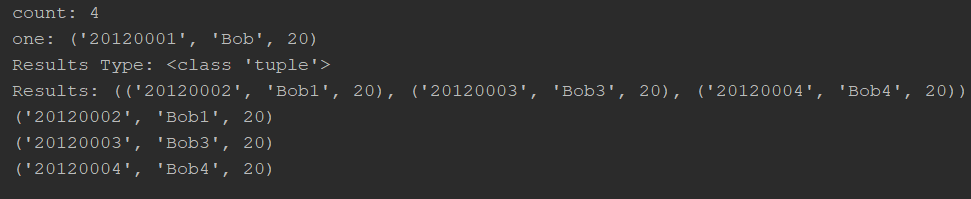 count: 4
one: ('20120001', 'Bob', 20)
Results Type: <class 'tuple'>
Results: (('20120002', 'Bob1', 20), ('20120003', 'Bob3', 20), ('20120004', 'Bob4', 20))
('20120002', 'Bob1', 20)
('20120003', 'Bob3', 20)
('20120004', 'Bob4', 20)